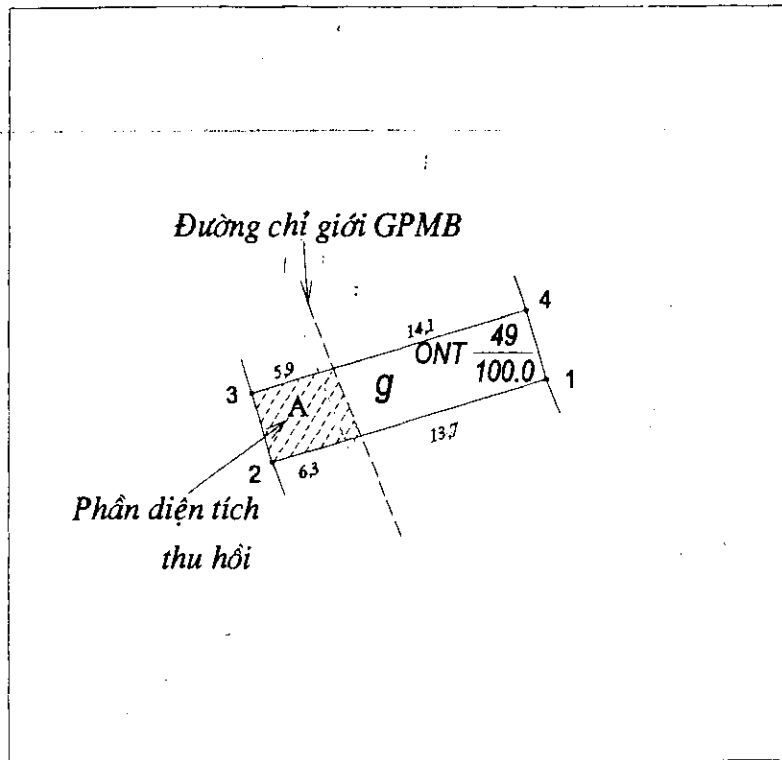 Đường chỉ giới GPMB
4
14,1
ONT 49
100.0
5,9
g
1
3
A
13,7
2
6,3
Phần diện tích
thu hồi